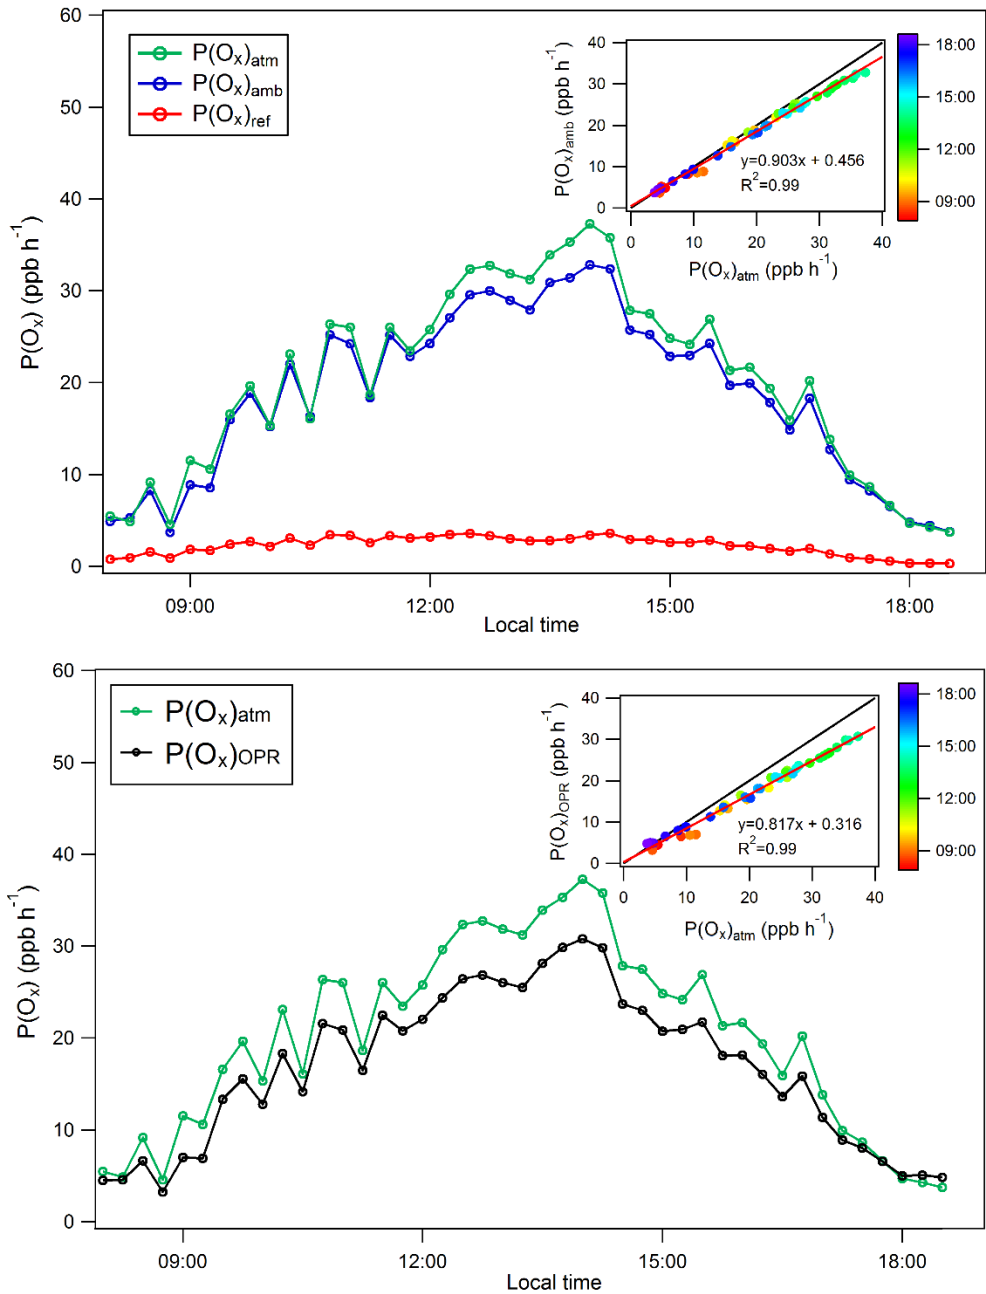 60
50
40
30
20
10
0
P(Oₓ) (ppb h⁻¹)
P(Oₓ)atm
P(Oₓ)amb
P(Oₓ)ref
40
30
20
10
0
P(Oₓ)amb (ppb h⁻¹)
y=0.903x + 0.456
R²=0.99
0 10 20 30 40
P(Oₓ)atm (ppb h⁻¹)
18:00
15:00
12:00
09:00
09:00 12:00 15:00 18:00
Local time
60
50
40
30
20
10
0
P(Oₓ) (ppb h⁻¹)
P(Oₓ)atm
P(Oₓ)OPR
40
30
20
10
0
P(Oₓ)OPR (ppb h⁻¹)
y=0.817x + 0.316
R²=0.99
0 10 20 30 40
P(Oₓ)atm (ppb h⁻¹)
18:00
15:00
12:00
09:00
09:00 12:00 15:00 18:00
Local time